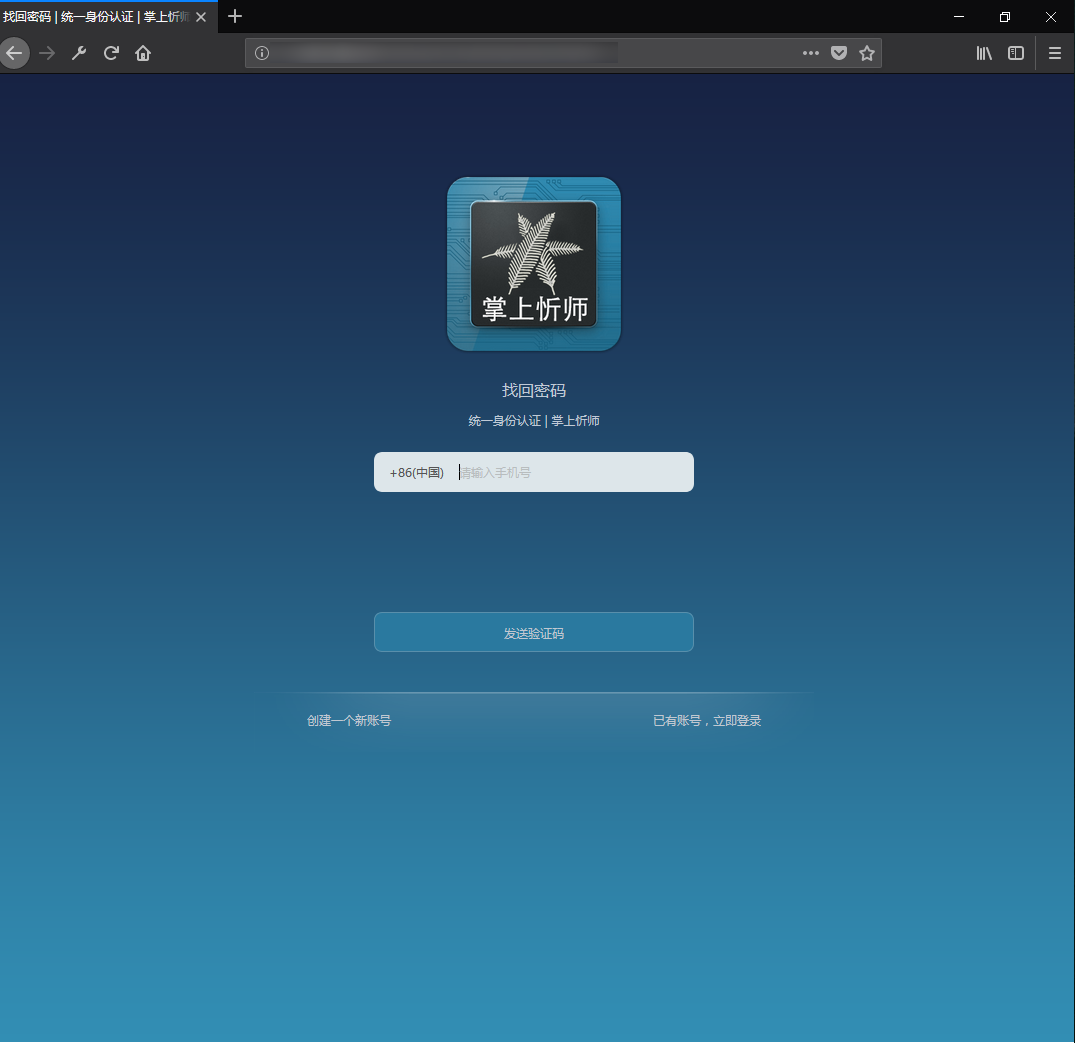 找回密码 | 统一身份认证 | 掌上忻师
掌上忻师
找回密码
统一身份认证 | 掌上忻师
+86(中国) 请输入手机号
发送验证码
创建一个新账号
已有账号，立即登录